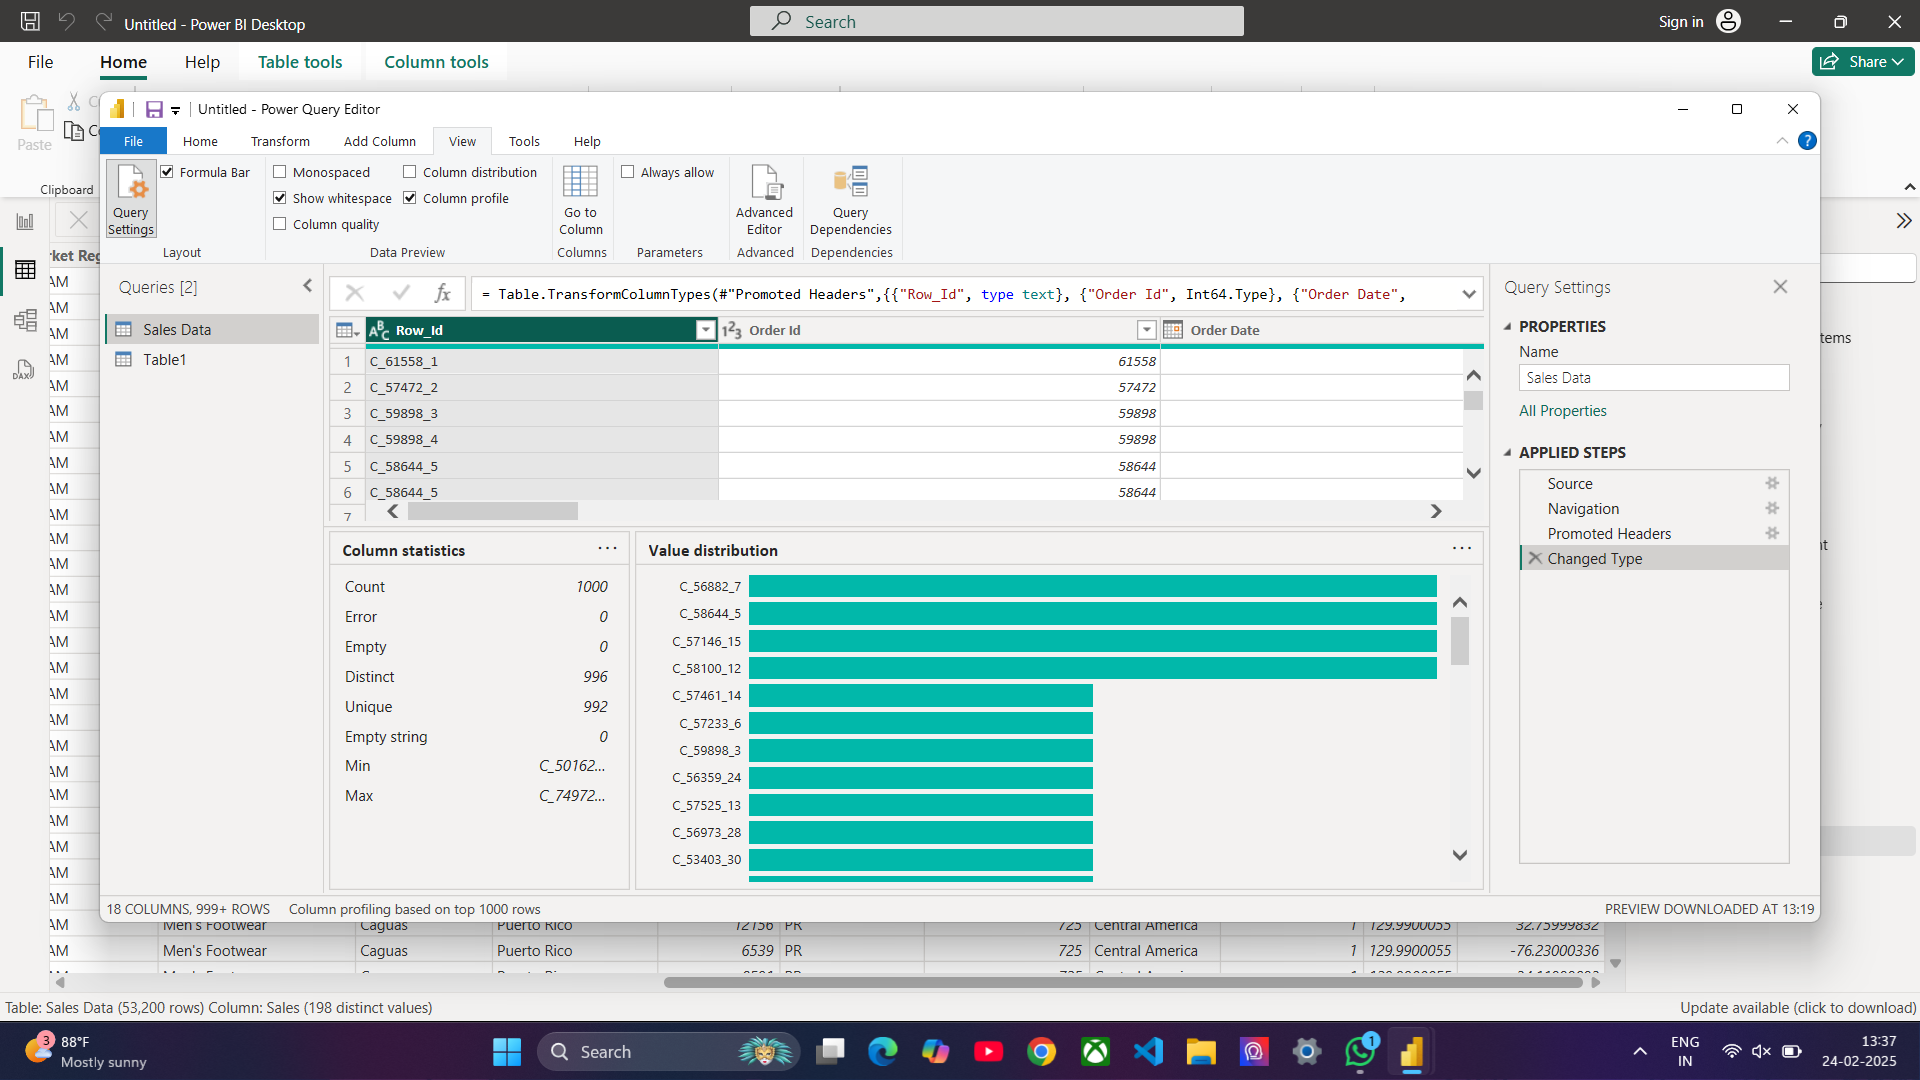 Untitled - Power BI Desktop
Search
Sign in
File
Home
Help
Table tools
Column tools
Share
Paste
Clipboard
Untitled - Power Query Editor
File
Home
Transform
Add Column
View
Tools
Help
Query Settings
Formula Bar
Layout
Monospaced
Column distribution
Show whitespace
Column profile
Column quality
Data Preview
Go to Column
Columns
Always allow
Parameters
Advanced Editor
Advanced
Query Dependencies
Dependencies
Queries [2]
Sales Data
Table1
= Table.TransformColumnTypes(#"Promoted Headers",{{"Row_Id", type text}, {"Order Id", Int64.Type}, {"Order Date",
Row_Id
Order Id
Order Date
1 C_61558_1 61558
2 C_57472_2 57472
3 C_59898_3 59898
4 C_59898_4 59898
5 C_58644_5 58644
6 C_58644_5 58644
7
Column statistics
Count 1000
Error 0
Empty 0
Distinct 996
Unique 992
Empty string 0
Min C_50162...
Max C_74972...
Value distribution
C_56882_7
C_58644_5
C_57146_15
C_58100_12
C_57461_14
C_57233_6
C_59898_3
C_56359_24
C_57525_13
C_56973_28
C_53403_30
Query Settings
PROPERTIES
Name
Sales Data
All Properties
APPLIED STEPS
Source
Navigation
Promoted Headers
Changed Type
18 COLUMNS, 999+ ROWS
Column profiling based on top 1000 rows
PREVIEW DOWNLOADED AT 13:19
AM Men's Footwear Caguas Puerto Rico 12156 PR 725 Central America 1 129.9900055 32.75999832
AM Men's Footwear Caguas Puerto Rico 6539 PR 725 Central America 1 129.9900055 -76.23000336
Table: Sales Data (53,200 rows) Column: Sales (198 distinct values)
Update available (click to download)
3
88°F
Mostly sunny
Search
1
ENG
IN
13:37
24-02-2025